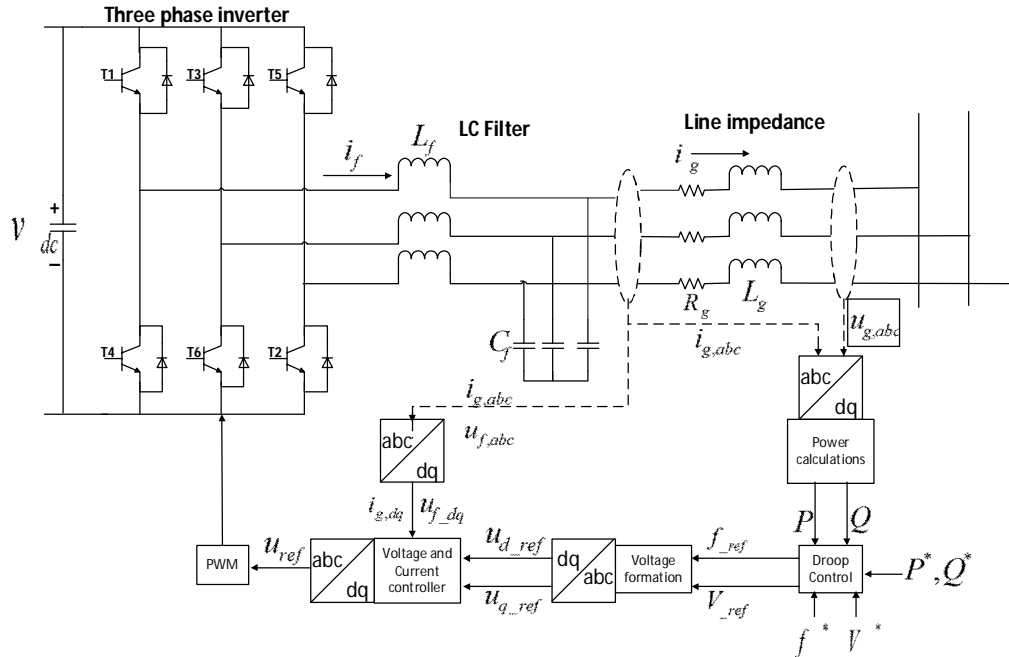 Three phase inverter
T1
T3
T5
LC Filter
Line impedance
L_f
i_f
i_g
+
V_dc
−
R_g
L_g
T4
T6
T2
C_f
i_g,abc
u_g,abc
i_g,abc
u_f,abc
abc
dq
abc
dq
Power
calculations
i_g,dq
u_f_dq
P
Q
u_ref
PWM
abc
dq
Voltage and
Current
controller
u_d_ref
u_q_ref
dq
abc
Voltage
formation
f_ref
V_ref
Droop
Control
P*,Q*
f*
V*